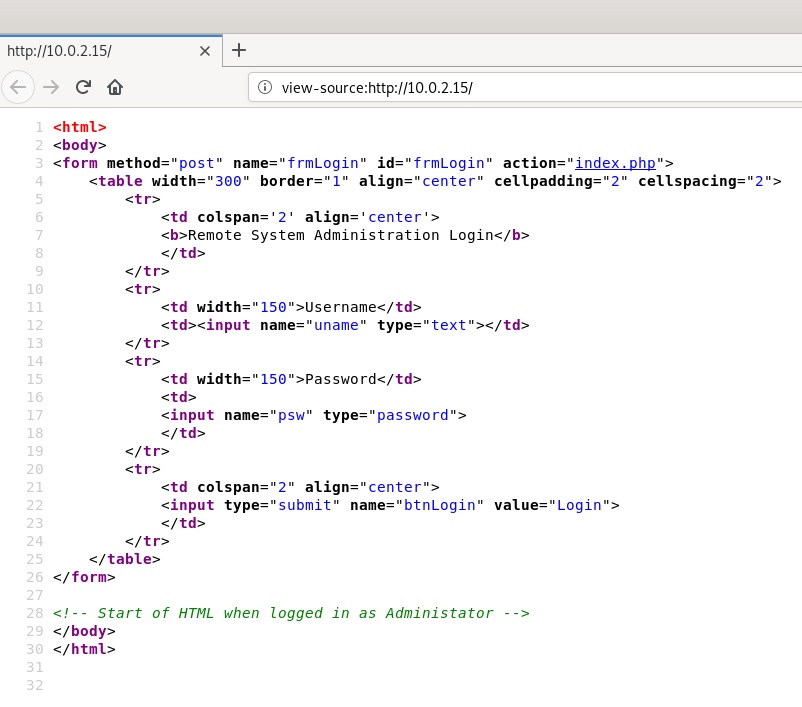 http://10.0.2.15/
view-source:http://10.0.2.15/
1 <html>
2 <body>
3 <form method="post" name="frmLogin" id="frmLogin" action="index.php">
4     <table width="300" border="1" align="center" cellpadding="2" cellspacing="2">
5         <tr>
6             <td colspan='2' align='center'>
7             <b>Remote System Administration Login</b>
8             </td>
9         </tr>
10         <tr>
11             <td width="150">Username</td>
12             <td><input name="uname" type="text"></td>
13         </tr>
14         <tr>
15             <td width="150">Password</td>
16             <td>
17             <input name="psw" type="password">
18             </td>
19         </tr>
20         <tr>
21             <td colspan="2" align="center">
22             <input type="submit" name="btnLogin" value="Login">
23             </td>
24         </tr>
25     </table>
26 </form>
27
28 <!-- Start of HTML when logged in as Administator -->
29 </body>
30 </html>
31
32